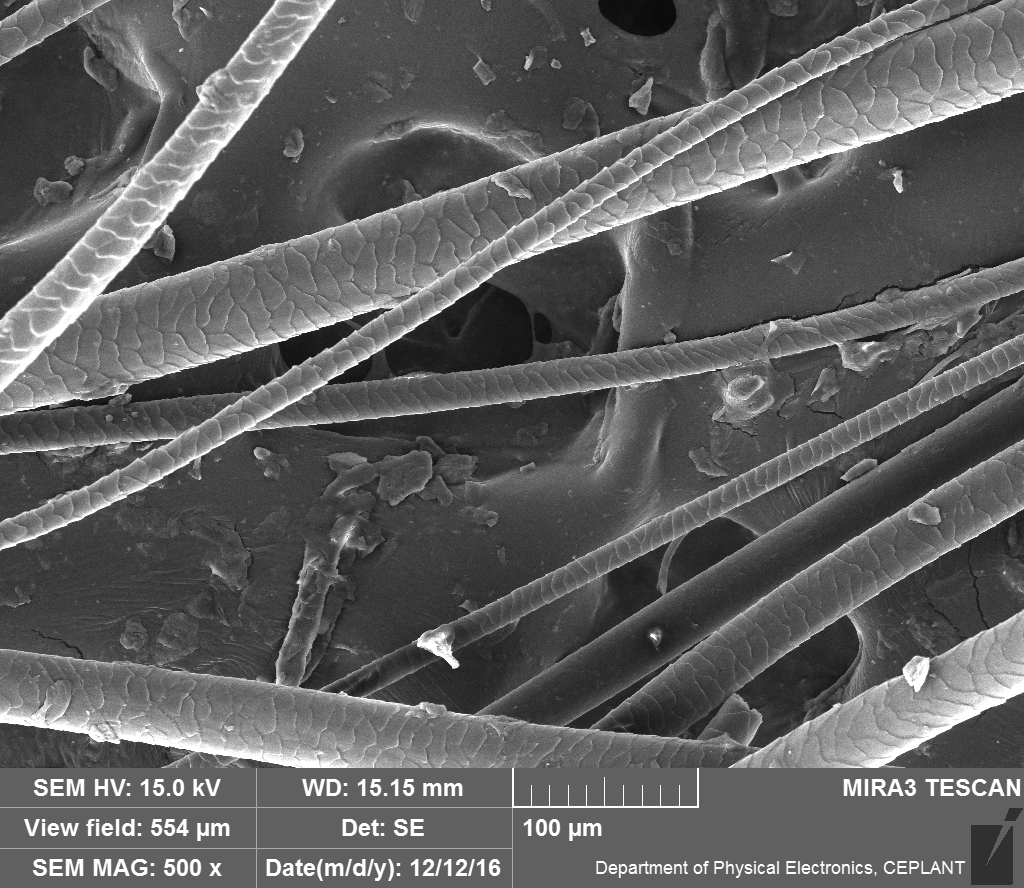 SEM HV: 15.0 kV
WD: 15.15 mm
MIRA3 TESCAN
View field: 554 µm
Det: SE
100 µm
SEM MAG: 500 x
Date(m/d/y): 12/12/16
Department of Physical Electronics, CEPLANT